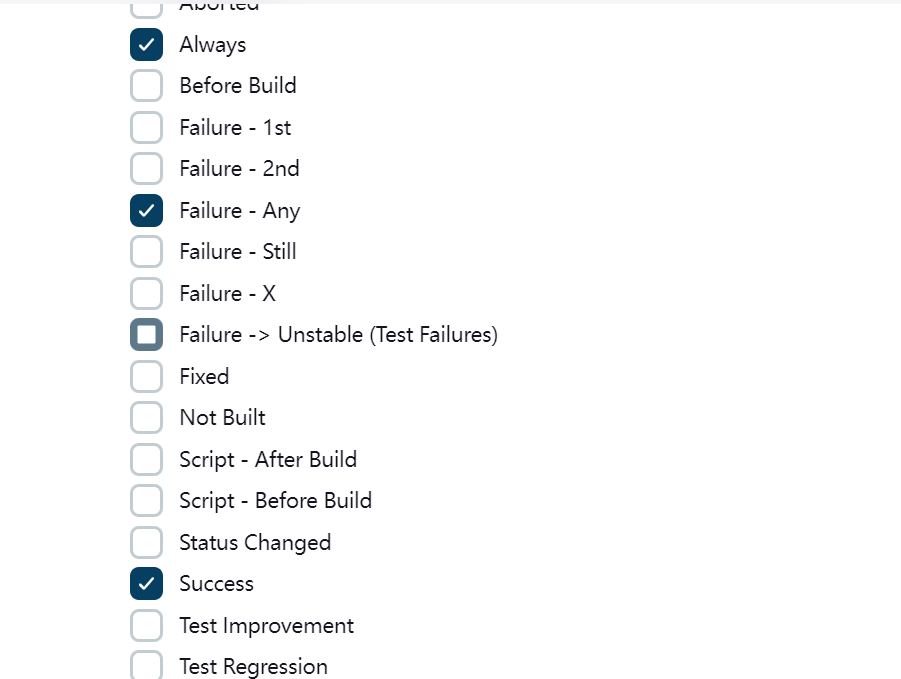 Aborted
Always
Before Build
Failure - 1st
Failure - 2nd
Failure - Any
Failure - Still
Failure - X
Failure -> Unstable (Test Failures)
Fixed
Not Built
Script - After Build
Script - Before Build
Status Changed
Success
Test Improvement
Test Regression